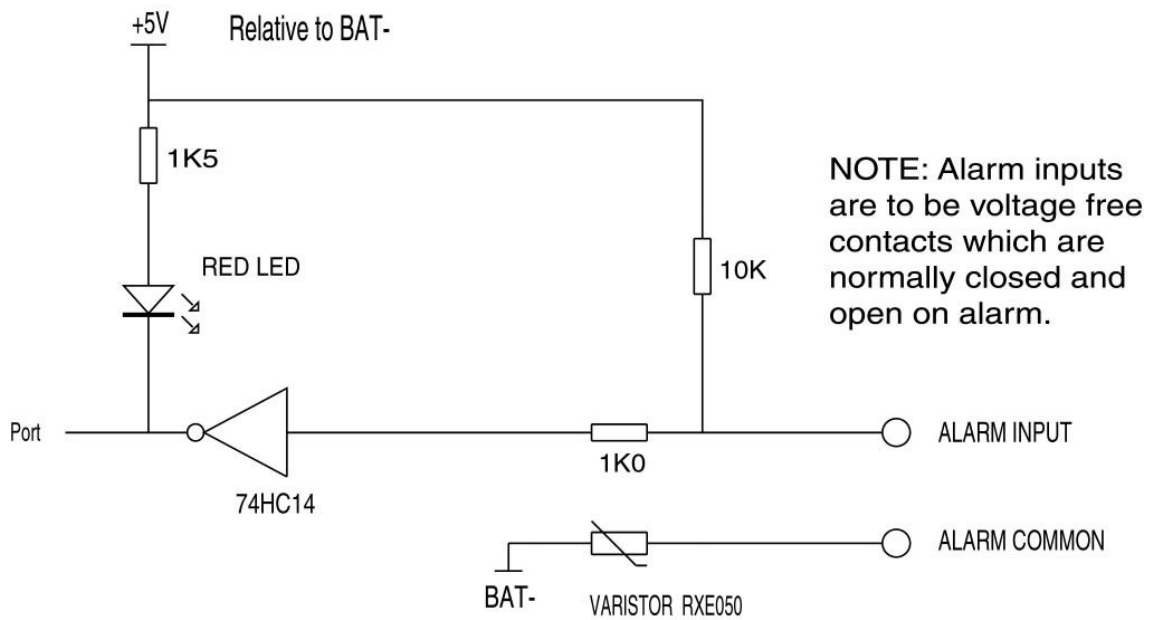 +5V
Relative to BAT-
1K5
RED LED
10K
NOTE: Alarm inputs
are to be voltage free
contacts which are
normally closed and
open on alarm.
Port
74HC14
1K0
ALARM INPUT
ALARM COMMON
BAT-
VARISTOR RXE050